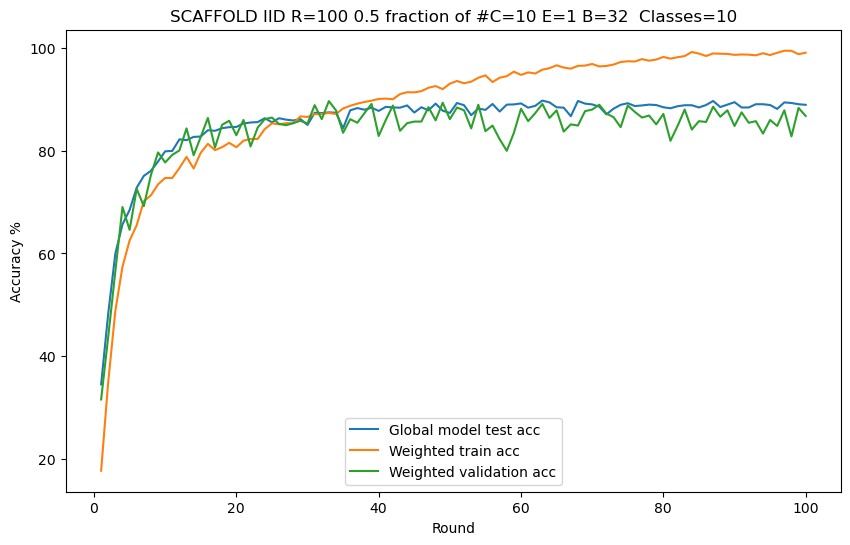 SCAFFOLD IID R=100 0.5 fraction of #C=10 E=1 B=32  Classes=10
100
80
60
40
20
Accuracy %
Global model test acc
Weighted train acc
Weighted validation acc
0 20 40 60 80 100
Round